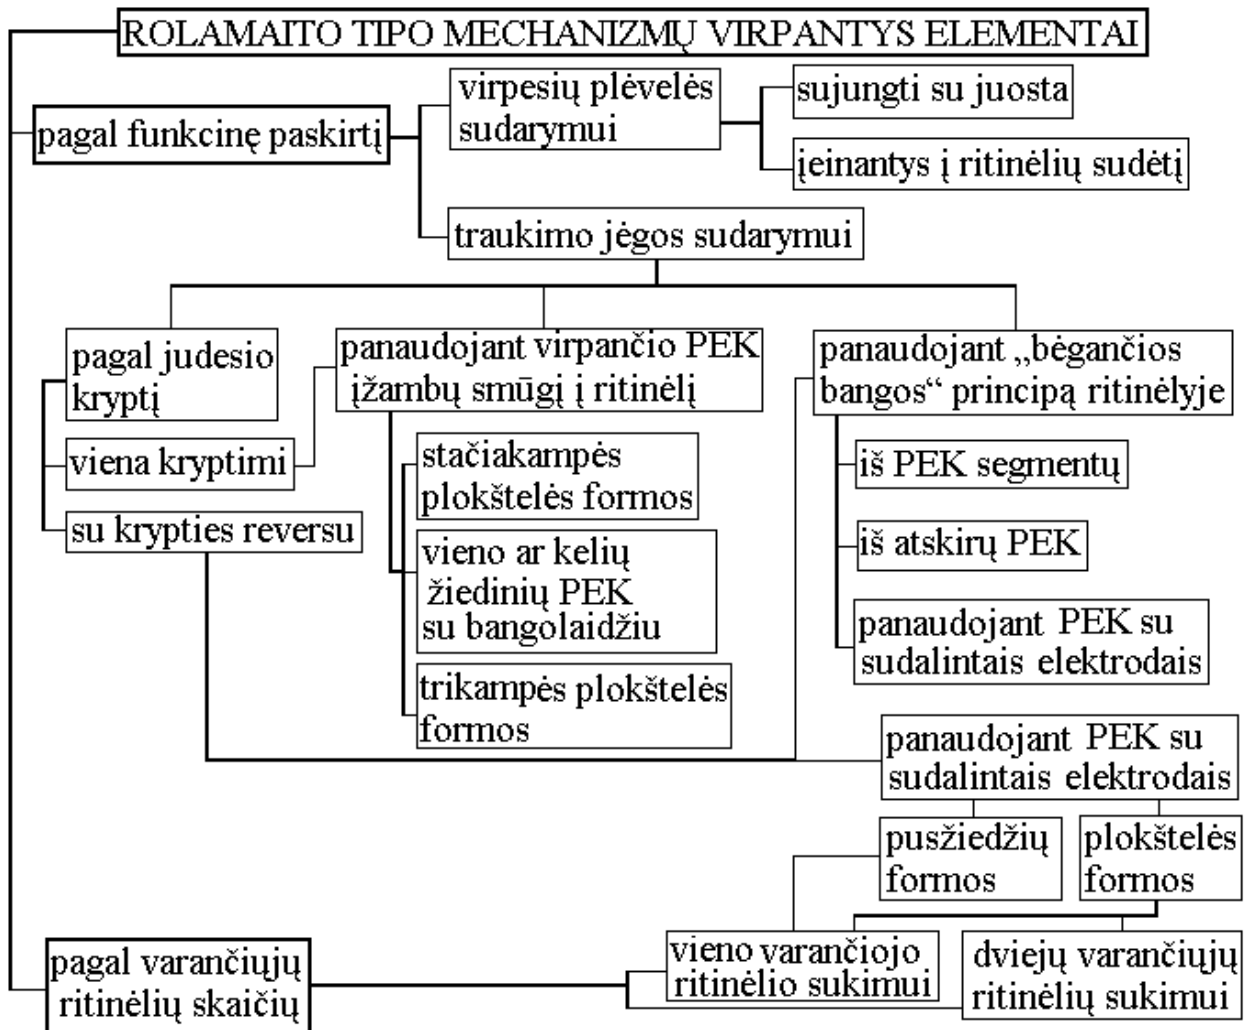 ROLAMAITO TIPO MECHANIZMŲ VIRPANTYS ELEMENTAI
pagal funkcinę paskirtį
virpesių plėvelės
sudarymui
sujungti su juosta
įeinantys į ritinėlių sudėtį
traukimo jėgos sudarymui
pagal judesio
kryptį
viena kryptimi
su krypties reversu
panaudojant virpančio PEK
įžambų smūgį į ritinėlį
stačiakampės
plokštelės formos
vieno ar kelių
žiedinių PEK
su bangolaidžiu
trikampės plokštelės
formos
panaudojant „bėgančios
bangos“ principą ritinėlyje
iš PEK segmentų
iš atskirų PEK
panaudojant PEK su
sudalintais elektrodais
panaudojant PEK su
sudalintais elektrodais
pusžiedžių
formos
plokštelės
formos
pagal varančiųjų
ritinėlių skaičių
vieno varančiojo
ritinėlio sukimui
dviejų varančiųjų
ritinėlių sukimui